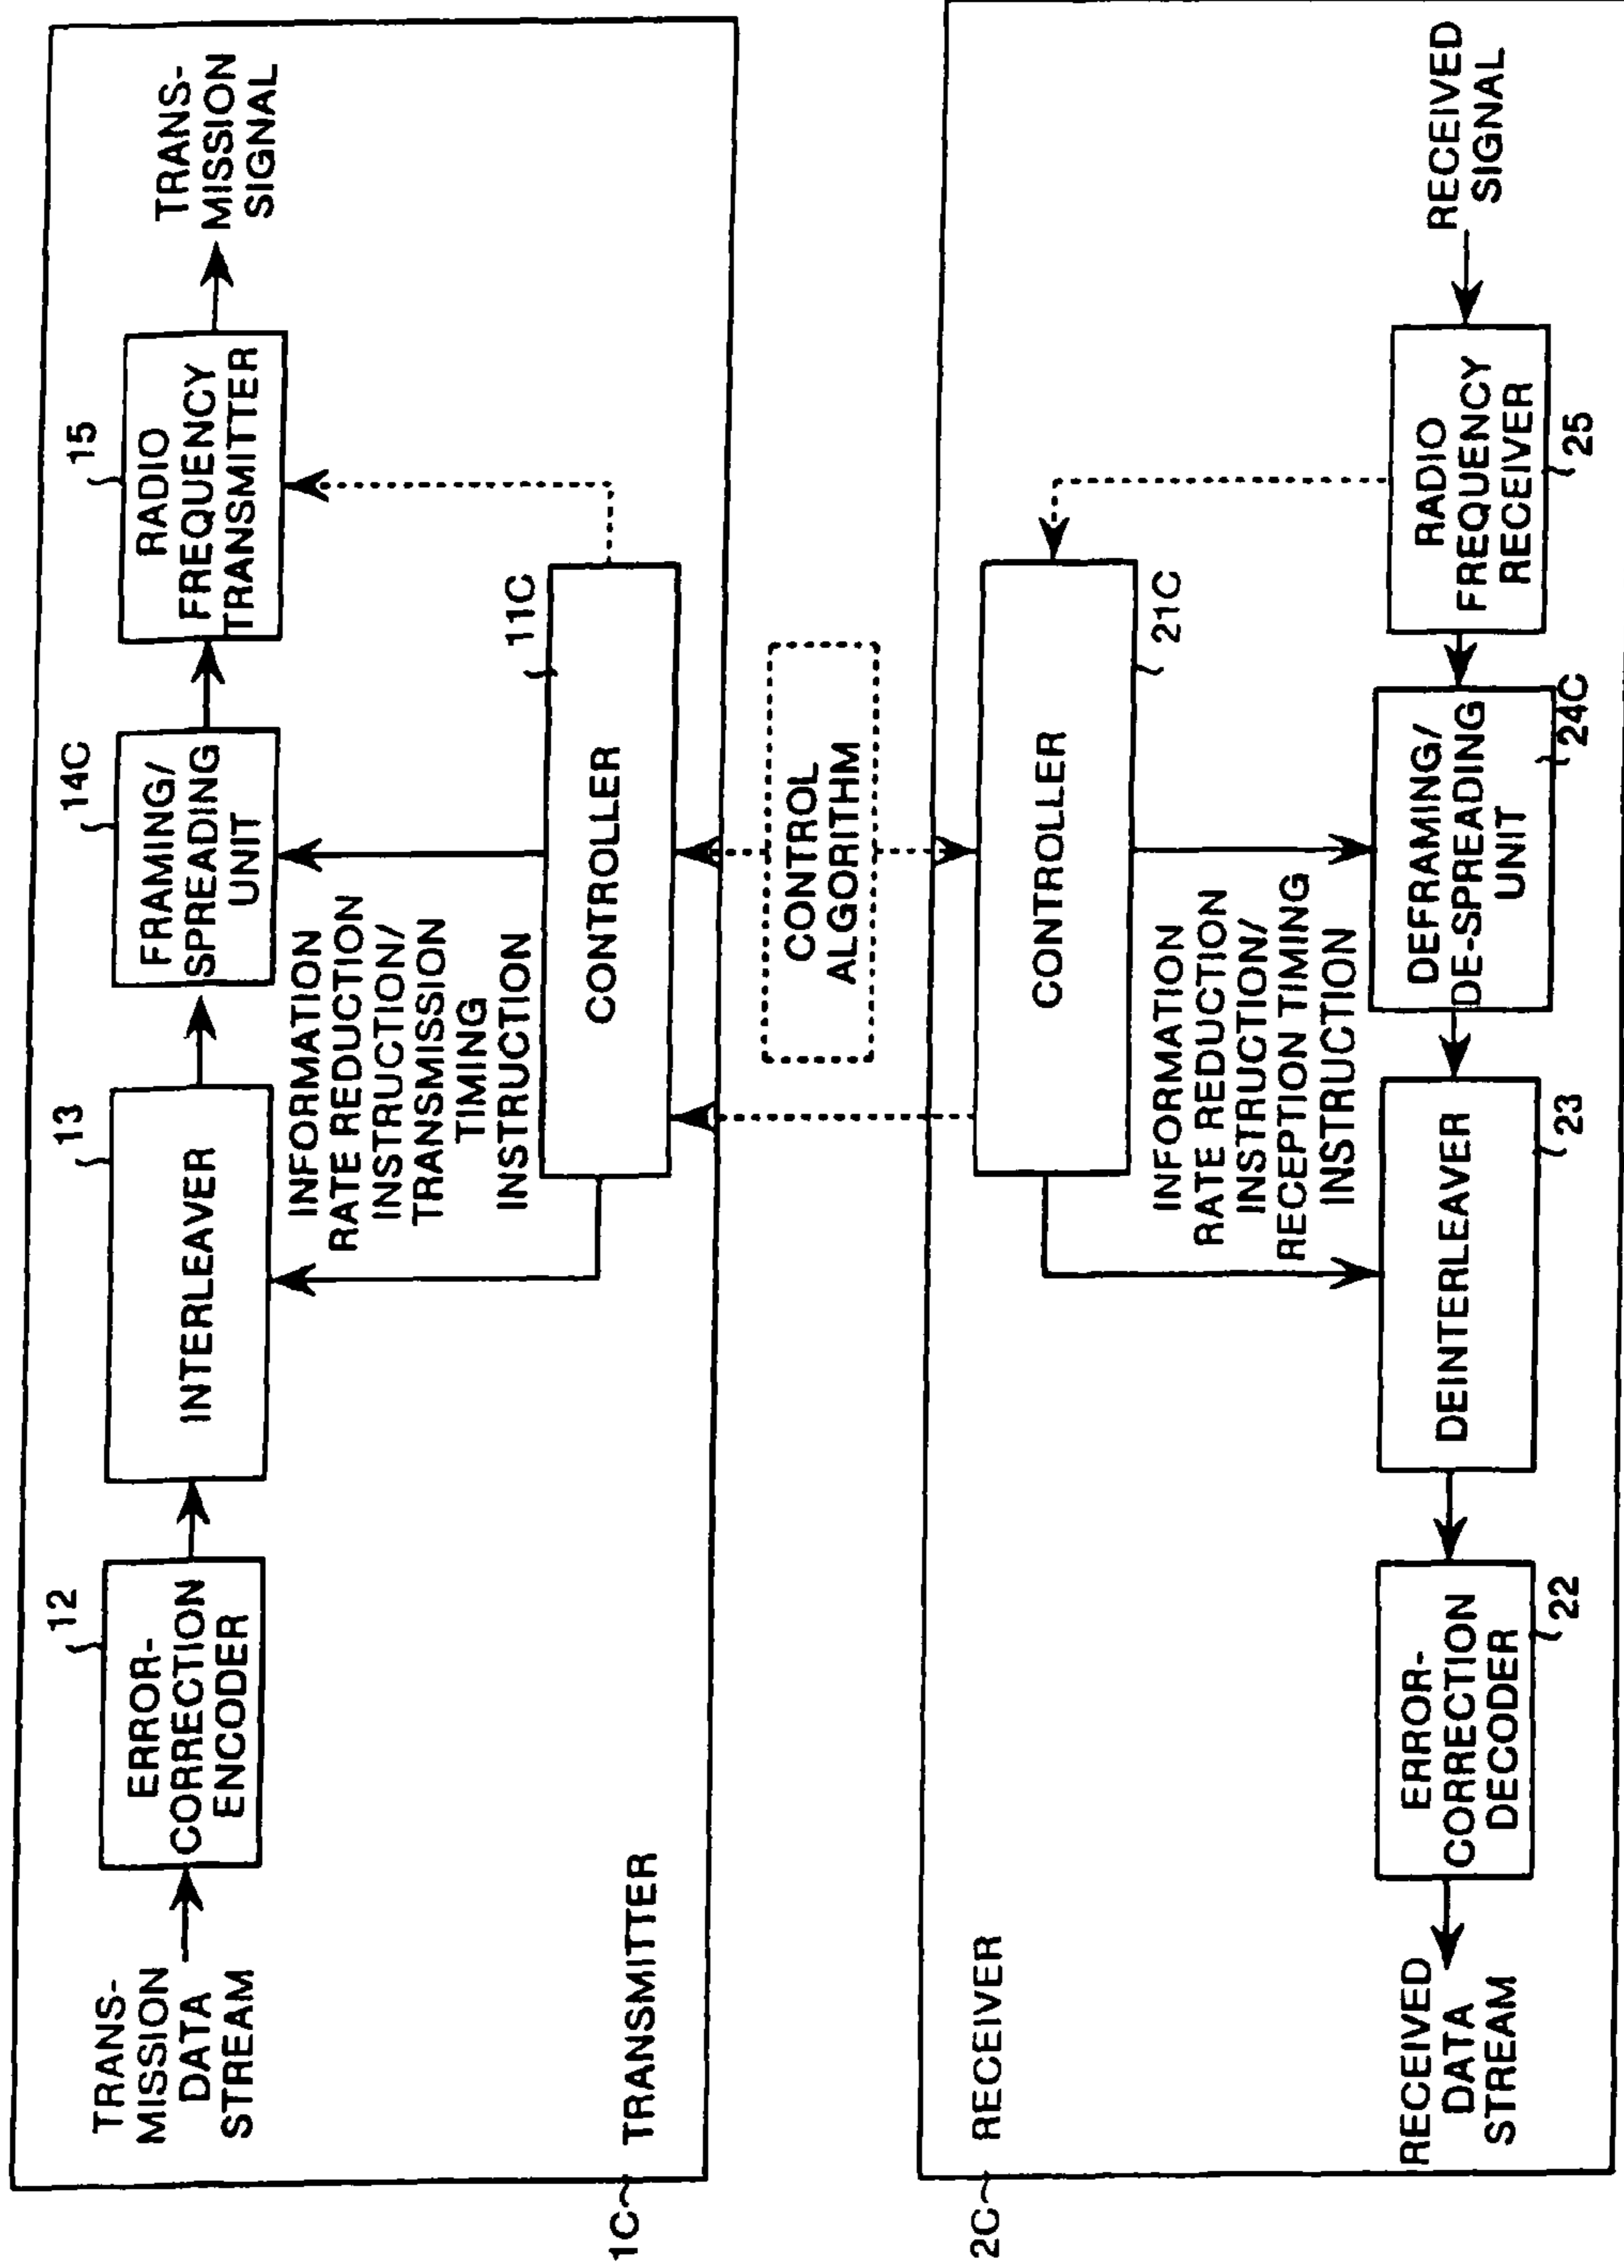 TRANS-
MISSION
DATA
STREAM
12
ERROR-
CORRECTION
ENCODER
13
INTERLEAVER
14C
FRAMING/
SPREADING
UNIT
15
RADIO
FREQUENCY
TRANSMITTER
TRANS-
MISSION
SIGNAL
INFORMATION
RATE REDUCTION
INSTRUCTION/
TRANSMISSION
TIMING
INSTRUCTION
11C
CONTROLLER
TRANSMITTER
1C
CONTROL
ALGORITHM
2C
RECEIVER
CONTROLLER
21C
INFORMATION
RATE REDUCTION
INSTRUCTION/
RECEPTION TIMING
INSTRUCTION
RECEIVED
DATA
STREAM
ERROR-
CORRECTION
DECODER
22
DEINTERLEAVER
23
DEFRAMING/
DE-SPREADING
UNIT
24C
RADIO
FREQUENCY
RECEIVER
25
RECEIVED
SIGNAL